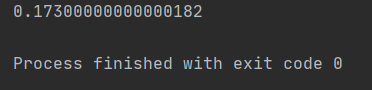 0.17300000000000182
Process finished with exit code 0